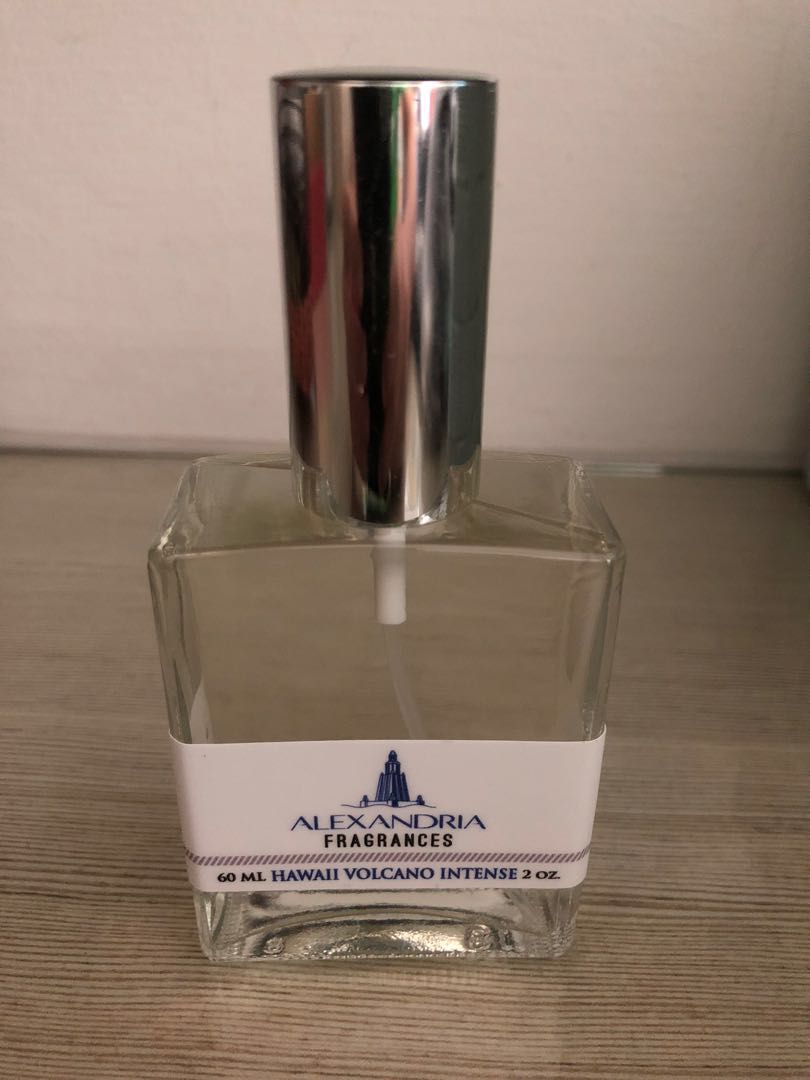 ALEXANDRIA
FRAGRANCES
60 ML HAWAII VOLCANO INTENSE 2 OZ.